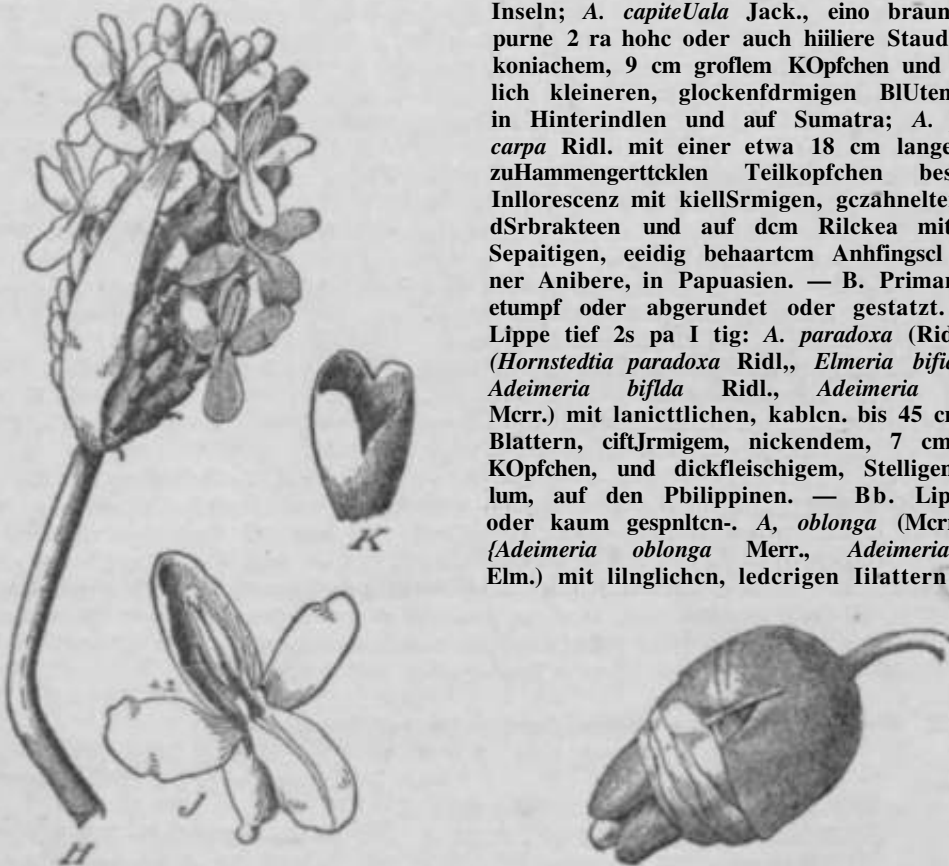 Inseln; A. capiteUala Jack., eino braun
purne 2 ra hohc oder auch hiiliere Staud
koniachem, 9 cm groflem KOpfchen und
lich kleineren, glockenfdrmigen BlUten
in Hinterindlen und auf Sumatra; A.
carpa Ridl. mit einer etwa 18 cm lange
zuHammengerttcklen Teilkopfchen bes
Inllorescenz mit kiellSrmigen, gczahnelte
dSrbrakteen und auf dcm Rilckea mit
Sepaitigen, eeidig behaartcm Anhfingscl
ner Anibere, in Papuasien. — B. Primar
etumpf oder abgerundet oder gestatzt.
Lippe tief 2s pa I tig: A. paradoxa (Rid
(Hornstedtia paradoxa Ridl,, Elmeria bifid
Adeimeria biflda Ridl., Adeimeria
Mcrr.) mit lanicttlichen, kablcn. bis 45 cr
Blattern, ciftJrmigem, nickendem, 7 cm
KOpfchen, und dickfleischigem, Stelligen
lum, auf den Pbilippinen. — Bb. Lip
oder kaum gespnltcn-. A, oblonga (Mcr
{Adeimeria oblonga Merr., Adeimeria
Elm.) mit lilnglichcn, ledcrigen Iilattern
K
J
H